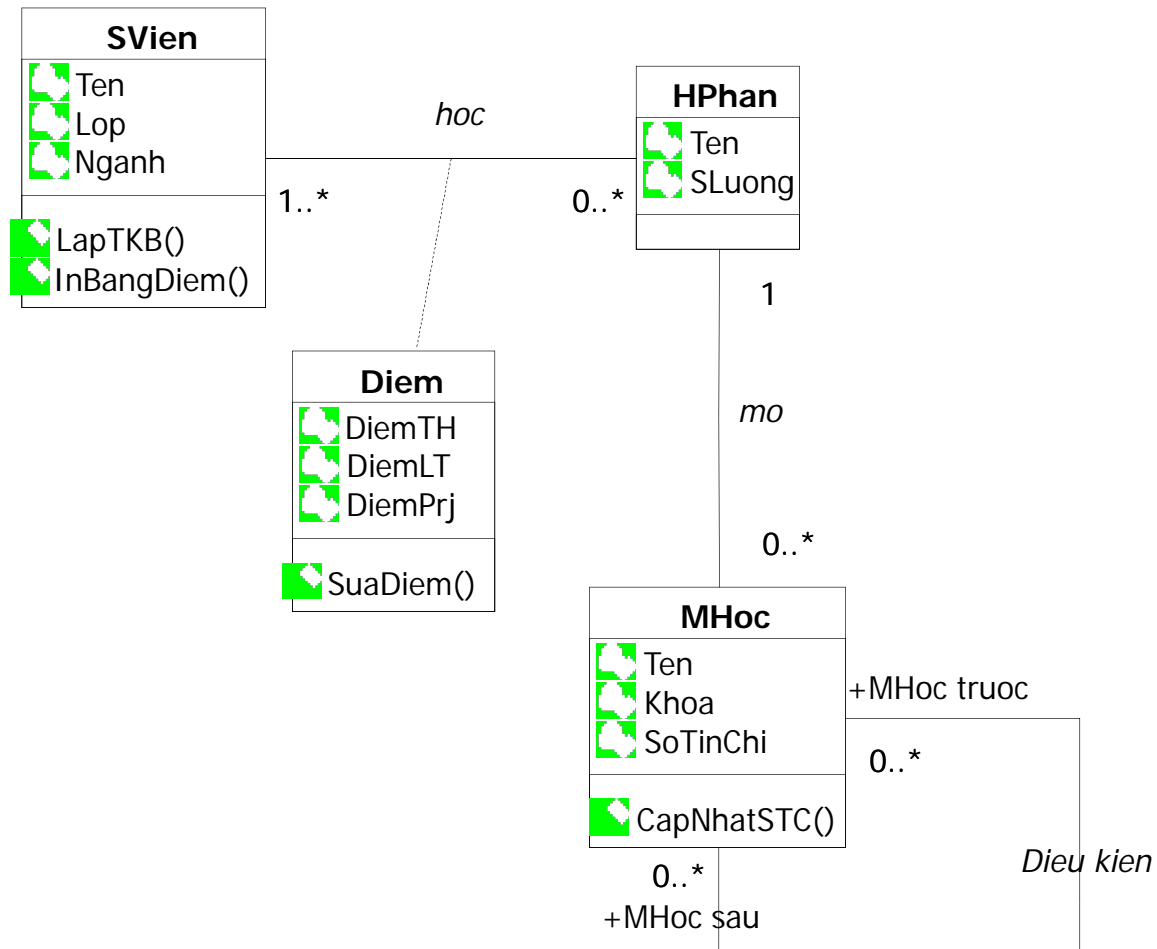 SVien
Ten
Lop
Nganh
LapTKB()
InBangDiem()
hoc
1..*
0..*
HPhan
Ten
SLuong
1
mo
0..*
Diem
DiemTH
DiemLT
DiemPrj
SuaDiem()
MHoc
Ten
Khoa
SoTinChi
CapNhatSTC()
+MHoc truoc
0..*
Dieu kien
0..*
+MHoc sau